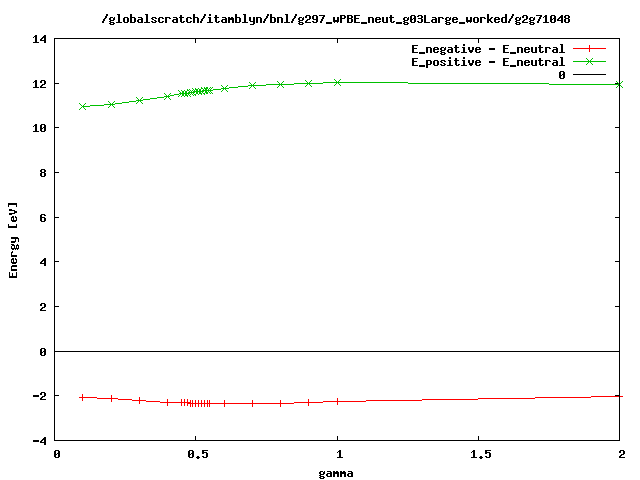 /globalscratch/itamblyn/bnl/g297_wPBE_neut_g03Large_worked/g2g71048
E_negative - E_neutral
E_positive - E_neutral
0
14
12
10
8
6
4
2
0
-2
-4
Energy [eV]
0 0.5 1 1.5 2
gamma